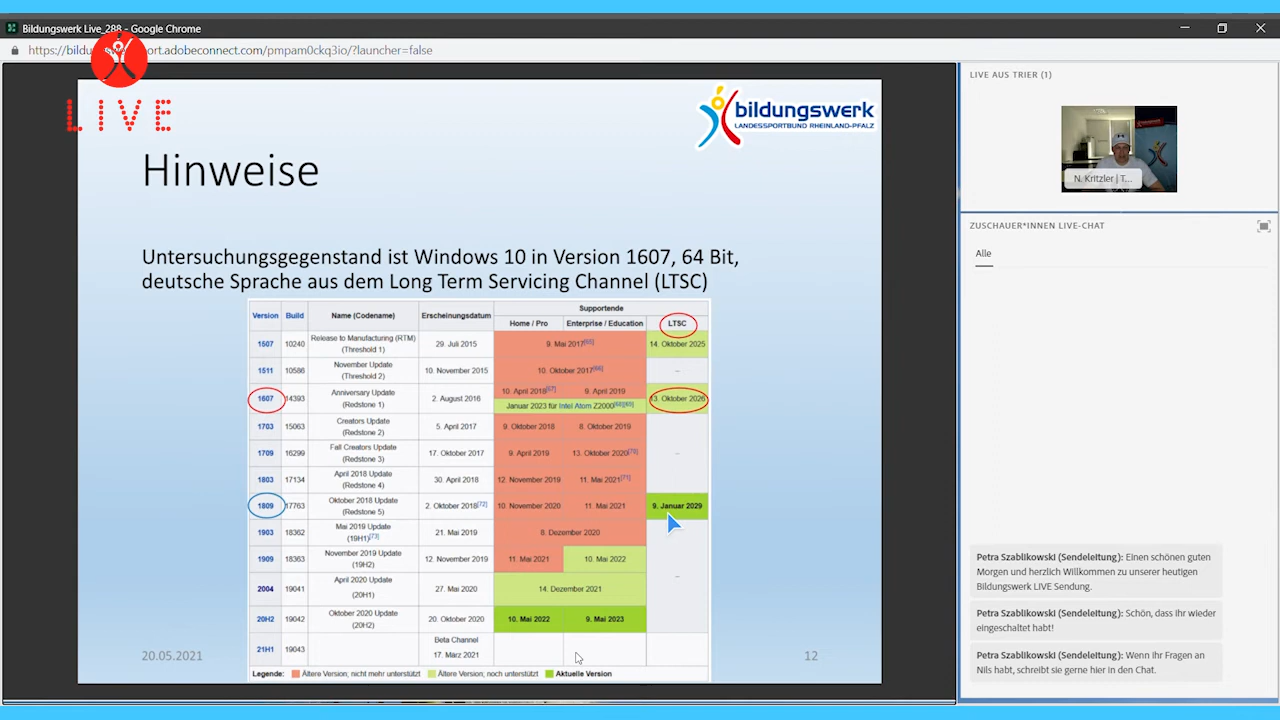 Bildungswerk Live_288 - Google Chrome
https://bildu port.adobeconnect.com/pmpam0ckq3io/?launcher=false
LIVE
bildungswerk
LANDESSPORTBUND RHEINLAND-PFALZ
Hinweise
Untersuchungsgegenstand ist Windows 10 in Version 1607, 64 Bit,
deutsche Sprache aus dem Long Term Servicing Channel (LTSC)
Version Build Name (Codename) Erscheinungsdatum Supportende
Home / Pro Enterprise / Education LTSC
1507 10240 Release to Manufacturing (RTM) (Threshold 1) 29. Juli 2015 9. Mai 2017[65] 14. Oktober 2025
1511 10586 November Update (Threshold 2) 10. November 2015 10. Oktober 2017[66] –
1607 14393 Anniversary Update (Redstone 1) 2. August 2016 10. April 2018[67] 9. April 2019 13. Oktober 2026
Januar 2023 für Intel Atom Z2000[68][69]
1703 15063 Creators Update (Redstone 2) 5. April 2017 9. Oktober 2018 8. Oktober 2019
1709 16299 Fall Creators Update (Redstone 3) 17. Oktober 2017 9. April 2019 13. Oktober 2020[70] –
1803 17134 April 2018 Update (Redstone 4) 30. April 2018 12. November 2019 11. Mai 2021[71]
1809 17763 Oktober 2018 Update (Redstone 5) 2. Oktober 2018[72] 10. November 2020 11. Mai 2021 9. Januar 2029
1903 18362 Mai 2019 Update (19H1)[73] 21. Mai 2019 8. Dezember 2020
1909 18363 November 2019 Update (19H2) 12. November 2019 11. Mai 2021 10. Mai 2022
2004 19041 April 2020 Update (20H1) 27. Mai 2020 14. Dezember 2021 –
20H2 19042 Oktober 2020 Update (20H2) 20. Oktober 2020 10. Mai 2022 9. Mai 2023
21H1 19043 Beta Channel 17. März 2021
Legende: Ältere Version; nicht mehr unterstützt Ältere Version; noch unterstützt Aktuelle Version
20.05.2021
12
LIVE AUS TRIER (1)
N. Kritzler | T...
ZUSCHAUER*INNEN LIVE-CHAT
Alle
Petra Szablikowski (Sendeleitung): Einen schönen guten
Morgen und herzlich Willkommen zu unserer heutigen
Bildungswerk LIVE Sendung.
Petra Szablikowski (Sendeleitung): Schön, dass ihr wieder
eingeschaltet habt!
Petra Szablikowski (Sendeleitung): Wenn ihr Fragen an
Nils habt, schreibt sie gerne hier in den Chat.